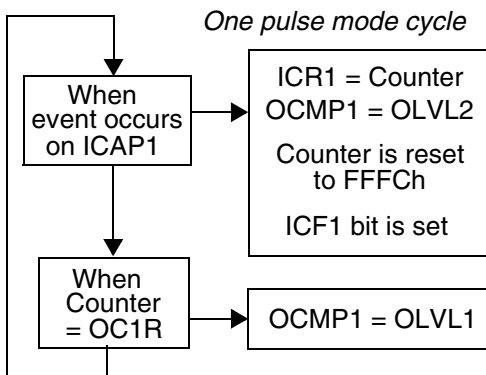 One pulse mode cycle
When
event occurs
on ICAP1
ICR1 = Counter
OCMP1 = OLVL2
Counter is reset
to FFFCh
ICF1 bit is set
When
Counter
= OC1R
OCMP1 = OLVL1